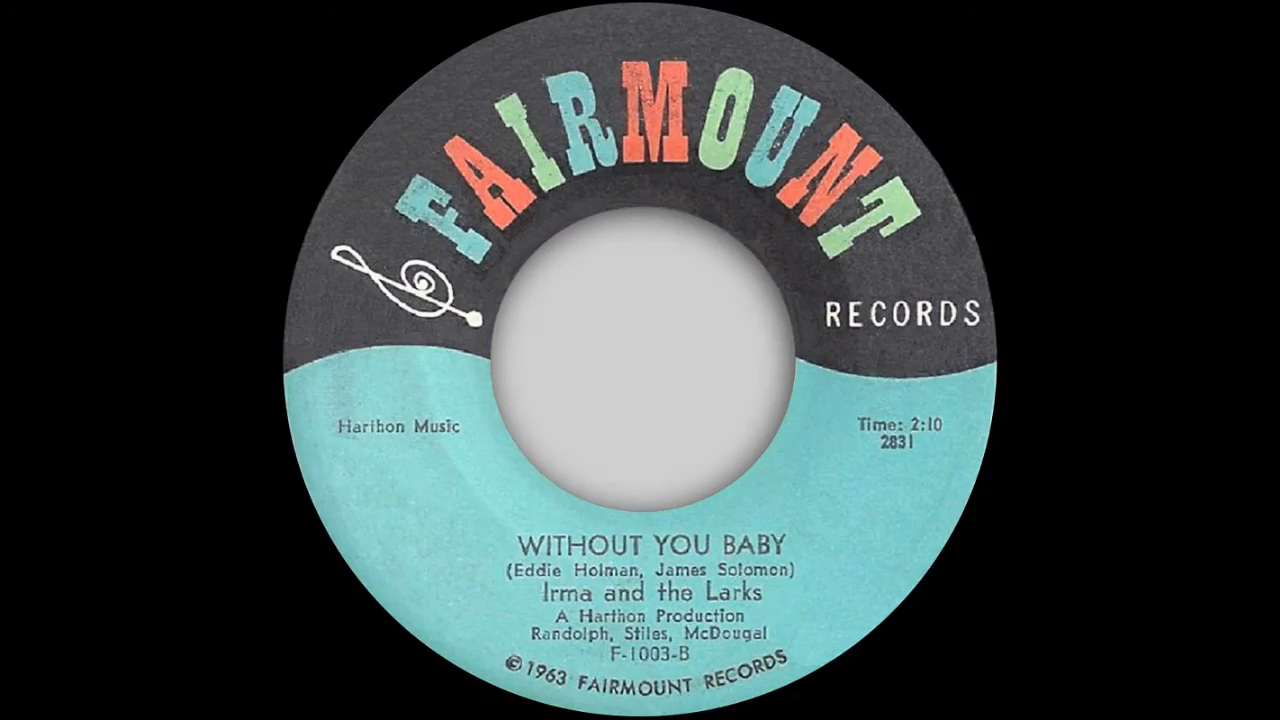 FAIRMOUNT
RECORDS
Harthon Music
Time: 2:10
2831
WITHOUT YOU BABY
(Eddie Holman, James Solomon)
Irma and the Larks
A Harthon Production
Randolph, Stiles, McDougal
F-1003-B
©1963 FAIRMOUNT RECORDS